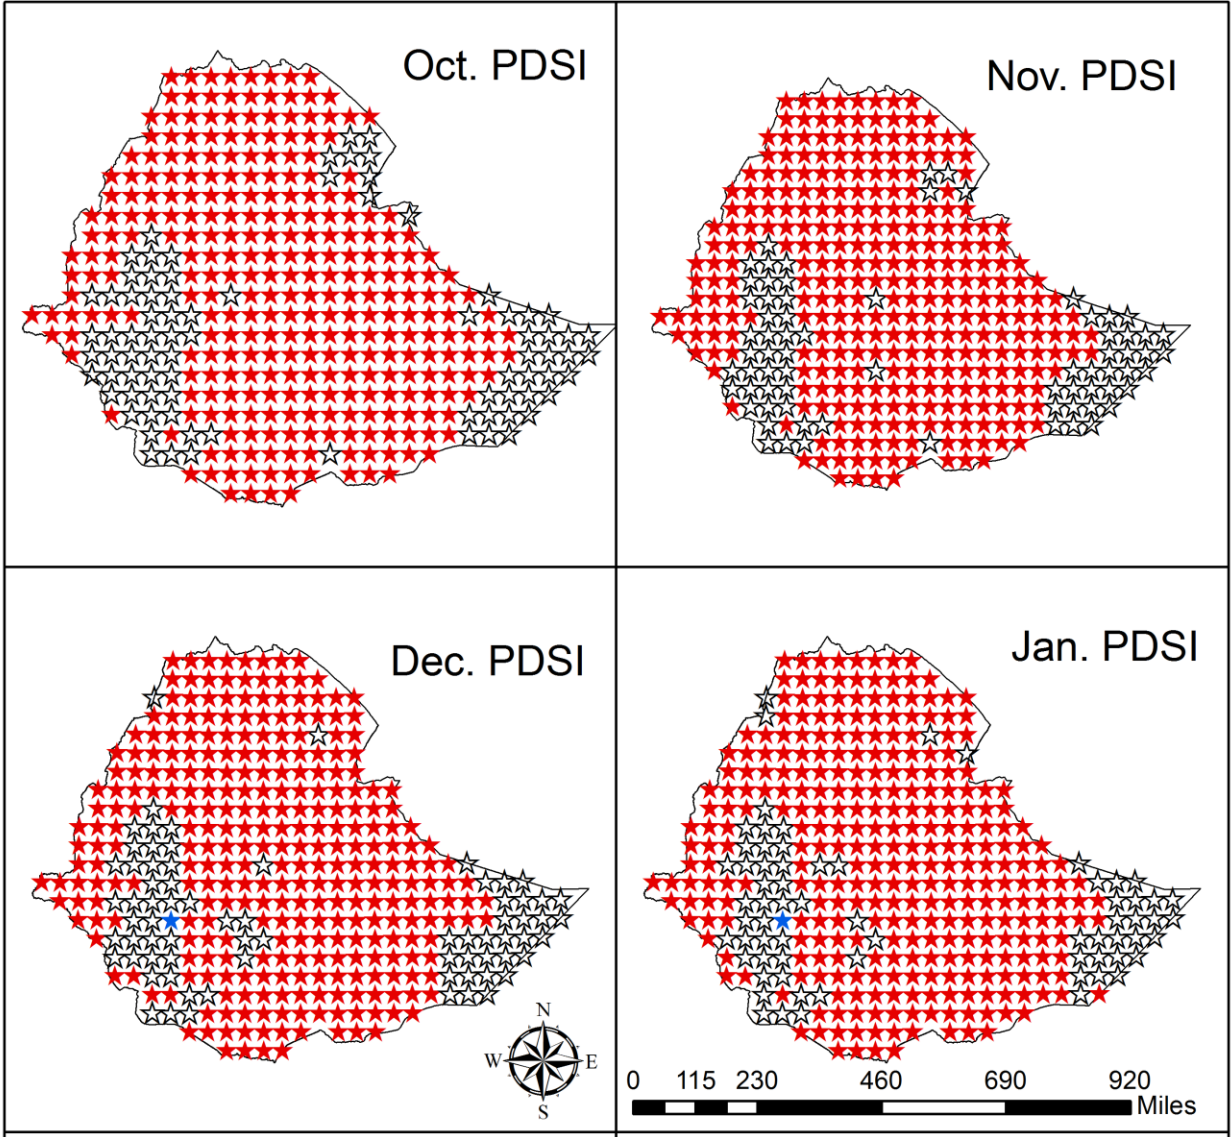 Oct. PDSI
Nov. PDSI
Dec. PDSI
Jan. PDSI
N
W E
S
0 115 230 460 690 920
Miles